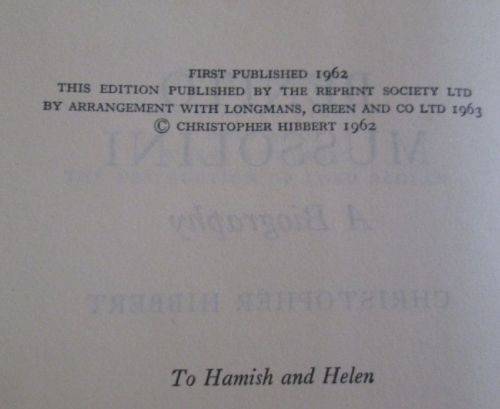 FIRST PUBLISHED 1962
THIS EDITION PUBLISHED BY THE REPRINT SOCIETY LTD
BY ARRANGEMENT WITH LONGMANS, GREEN AND CO LTD 1963
© CHRISTOPHER HIBBERT 1962
MUSSOLINI
A Biography
CHRISTOPHER HIBBERT
To Hamish and Helen